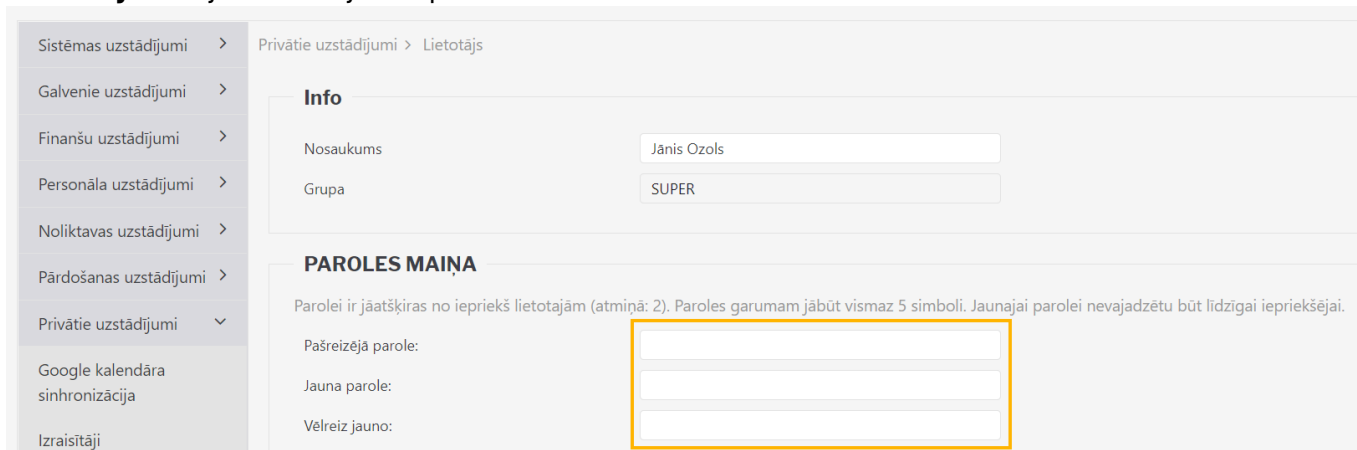 Sistēmas uzstādījumi
Galvenie uzstādījumi
Finanšu uzstādījumi
Personāla uzstādījumi
Noliktavas uzstādījumi
Pārdošanas uzstādījumi
Privātie uzstādījumi
Google kalendāra
sinhronizācija
Izraisītāji
Privātie uzstādījumi > Lietotājs
Info
Nosaukums Jānis Ozols
Grupa SUPER
PAROLES MAIŅA
Parolei ir jāatšķiras no iepriekš lietotajām (atmiņā: 2). Paroles garumam jābūt vismaz 5 simboli. Jaunajai parolei nevajadzētu būt līdzīgai iepriekšējai.
Pašreizējā parole:
Jauna parole:
Vēlreiz jauno: